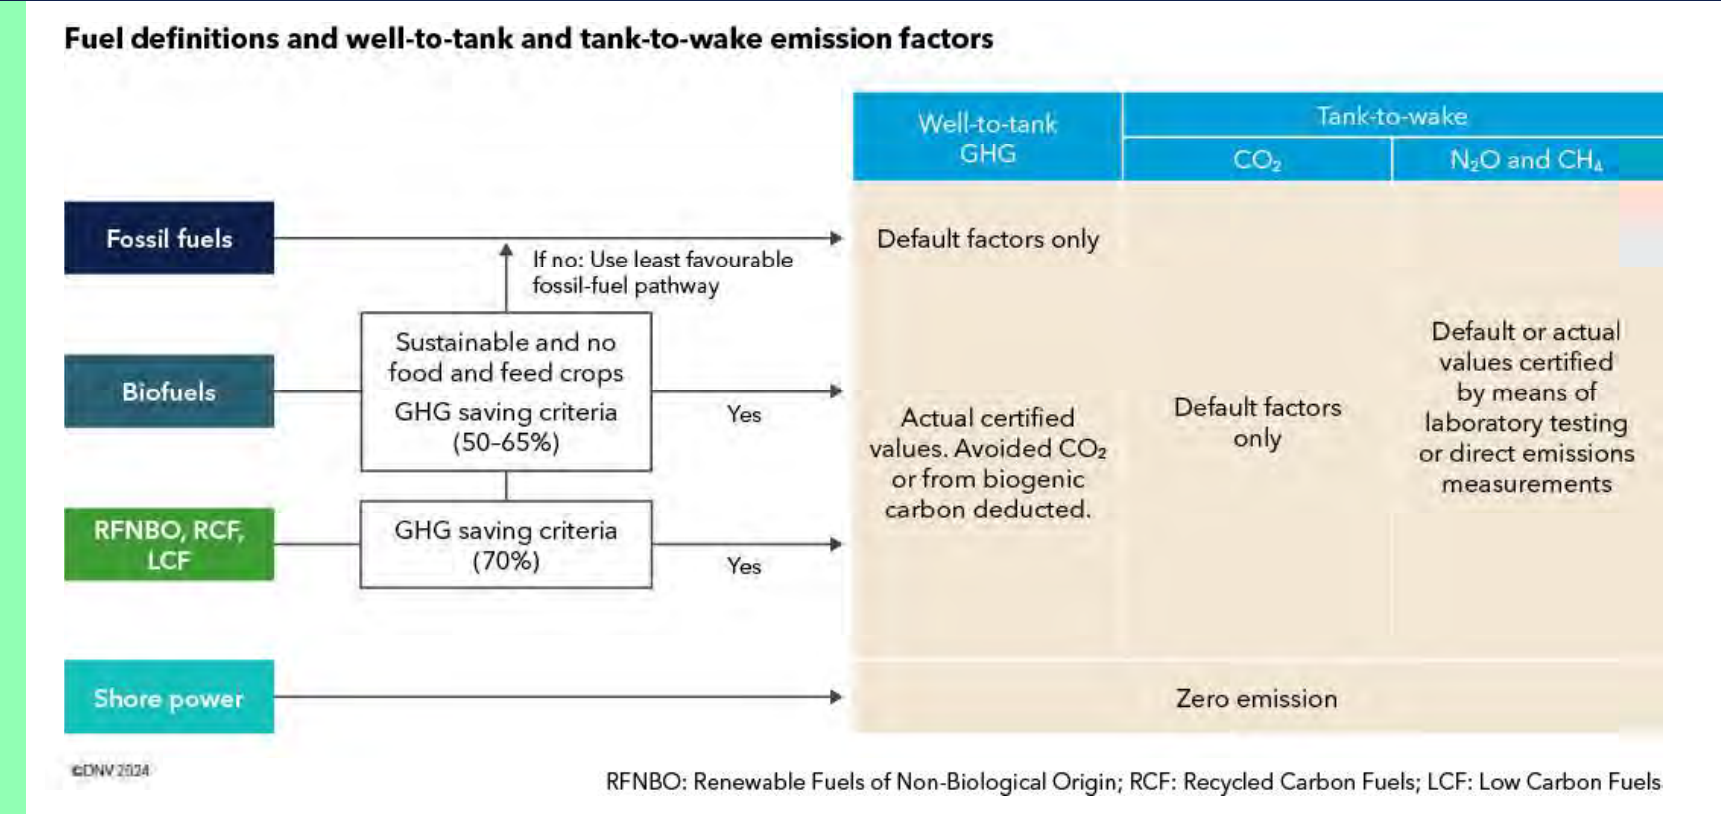 Fuel definitions and well-to-tank and tank-to-wake emission factors
Well-to-tank
GHG
Tank-to-wake
CO₂
N₂O and CH₄
Fossil fuels
If no: Use least favourable
fossil-fuel pathway
Default factors only
Biofuels
Sustainable and no
food and feed crops
GHG saving criteria
(50–65%)
Yes
RFNBO, RCF,
LCF
GHG saving criteria
(70%)
Yes
Actual certified
values. Avoided CO₂
or from biogenic
carbon deducted.
Default factors
only
Default or actual
values certified
by means of
laboratory testing
or direct emissions
measurements
Shore power
Zero emission
©DNV 2024
RFNBO: Renewable Fuels of Non-Biological Origin; RCF: Recycled Carbon Fuels; LCF: Low Carbon Fuels